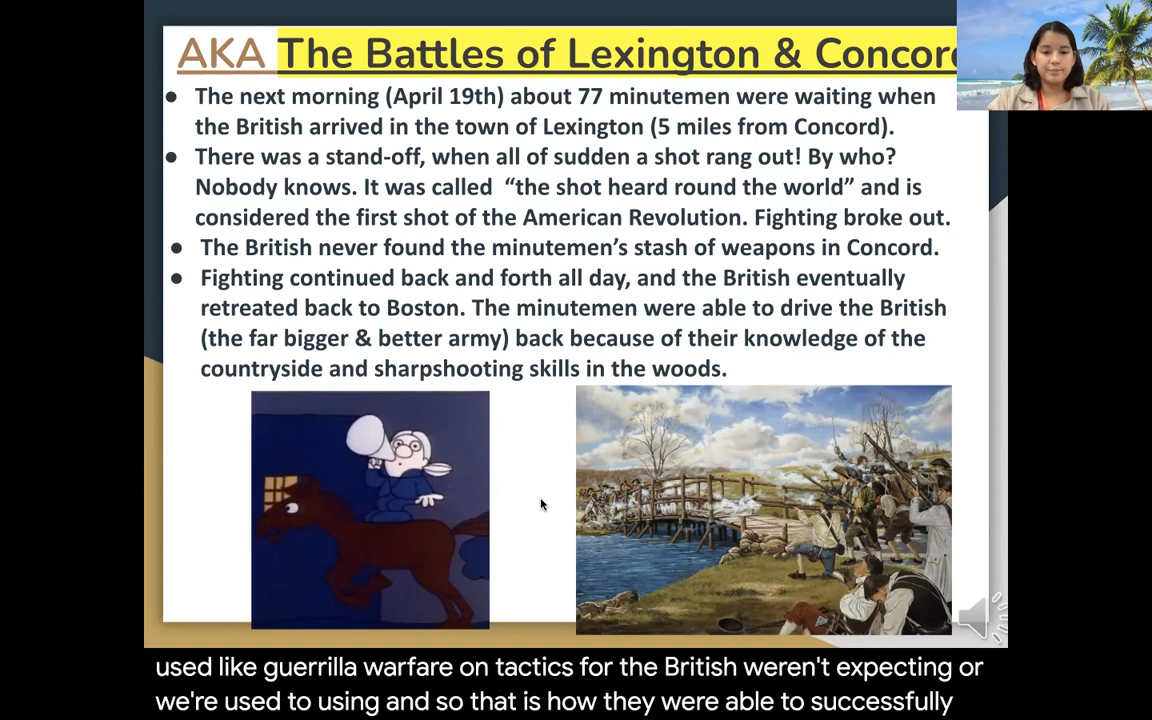 AKA The Battles of Lexington & Concord
The next morning (April 19th) about 77 minutemen were waiting when
the British arrived in the town of Lexington (5 miles from Concord).
There was a stand-off, when all of sudden a shot rang out! By who?
Nobody knows. It was called “the shot heard round the world” and is
considered the first shot of the American Revolution. Fighting broke out.
The British never found the minutemen’s stash of weapons in Concord.
Fighting continued back and forth all day, and the British eventually
retreated back to Boston. The minutemen were able to drive the British
(the far bigger & better army) back because of their knowledge of the
countryside and sharpshooting skills in the woods.
used like guerrilla warfare on tactics for the British weren't expecting or
we're used to using and so that is how they were able to successfully